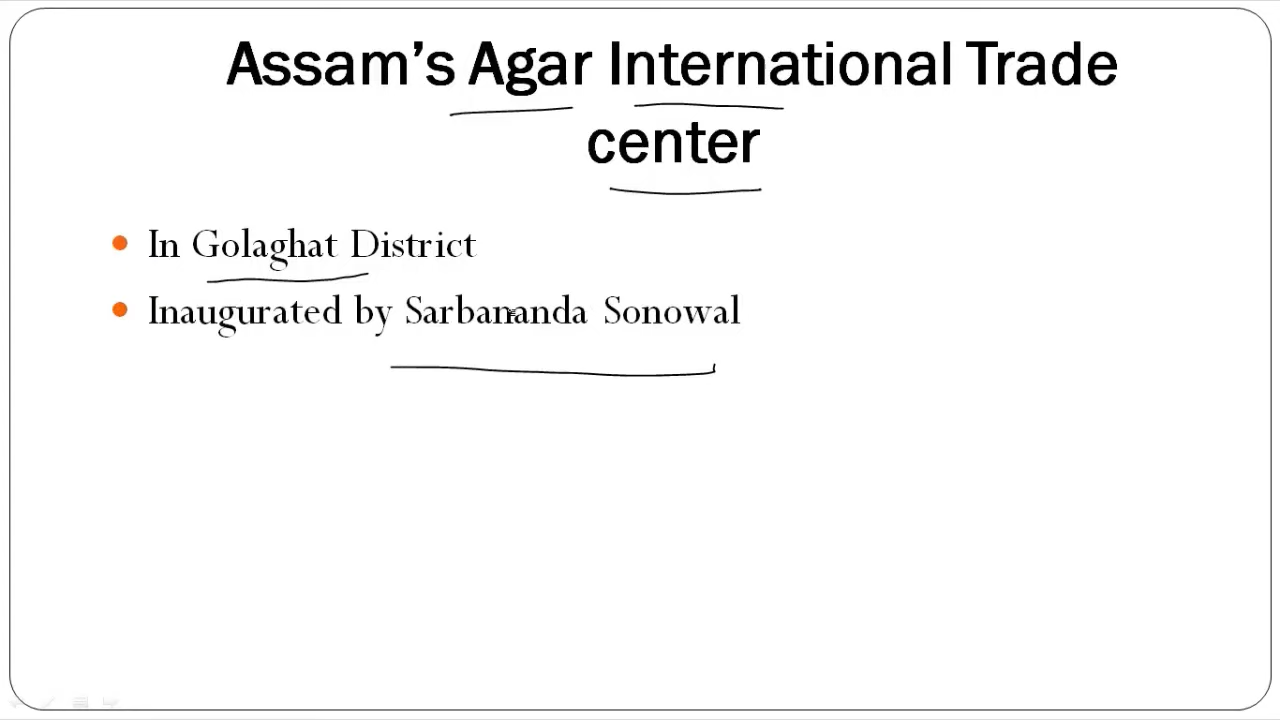 Assam's Agar International Trade
center
In Golaghat District
Inaugurated by Sarbananda Sonowal